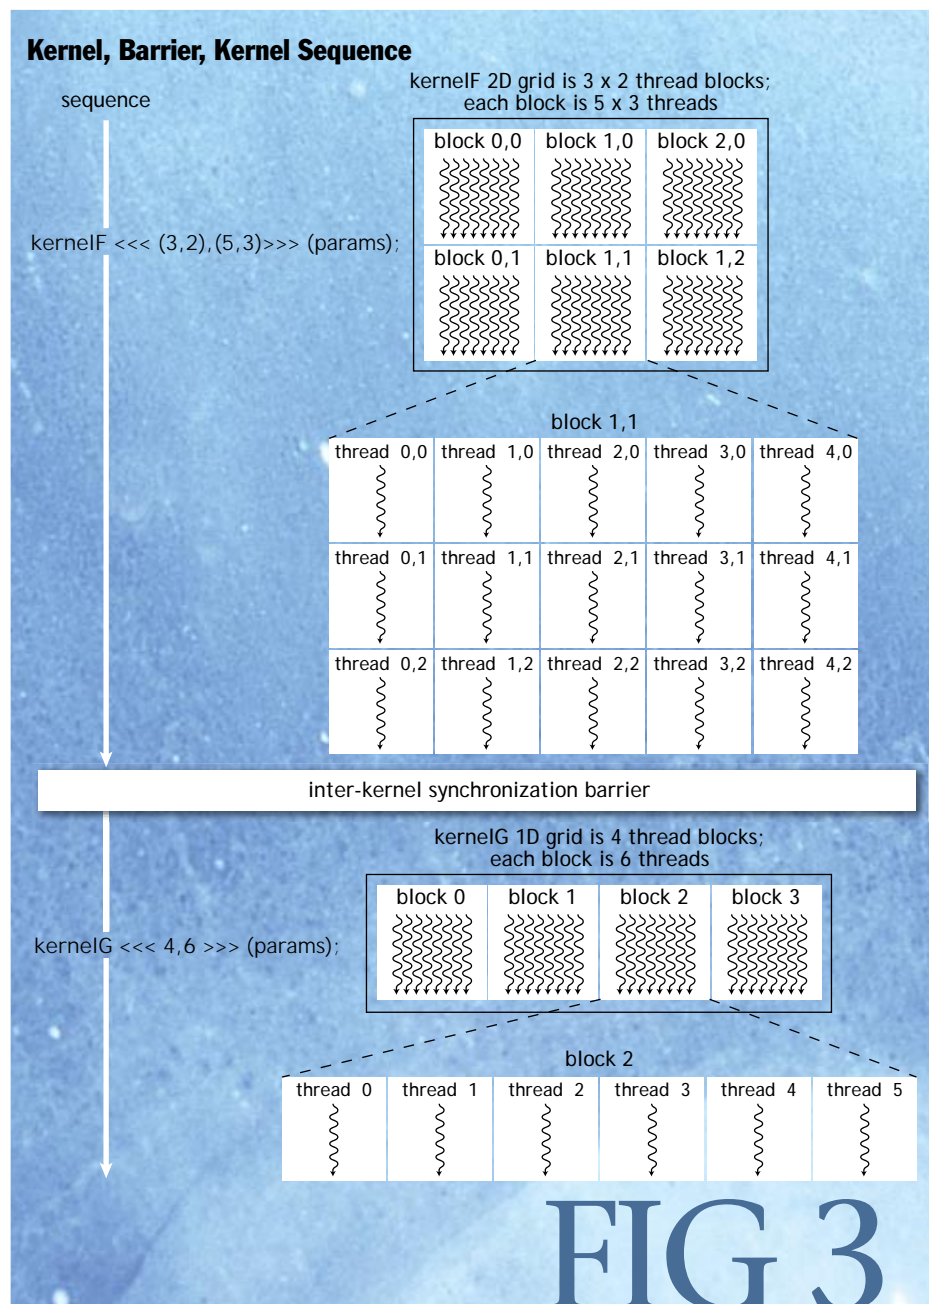 Kernel, Barrier, Kernel Sequence
sequence
kernelF 2D grid is 3 x 2 thread blocks;
each block is 5 x 3 threads
block 0,0 block 1,0 block 2,0
kernelF <<< (3,2),(5,3)>>> (params);
block 0,1 block 1,1 block 1,2
block 1,1
thread 0,0 thread 1,0 thread 2,0 thread 3,0 thread 4,0
thread 0,1 thread 1,1 thread 2,1 thread 3,1 thread 4,1
thread 0,2 thread 1,2 thread 2,2 thread 3,2 thread 4,2
inter-kernel synchronization barrier
kernelG 1D grid is 4 thread blocks;
each block is 6 threads
block 0 block 1 block 2 block 3
kernelG <<< 4,6 >>> (params);
block 2
thread 0 thread 1 thread 2 thread 3 thread 4 thread 5
FIG 3